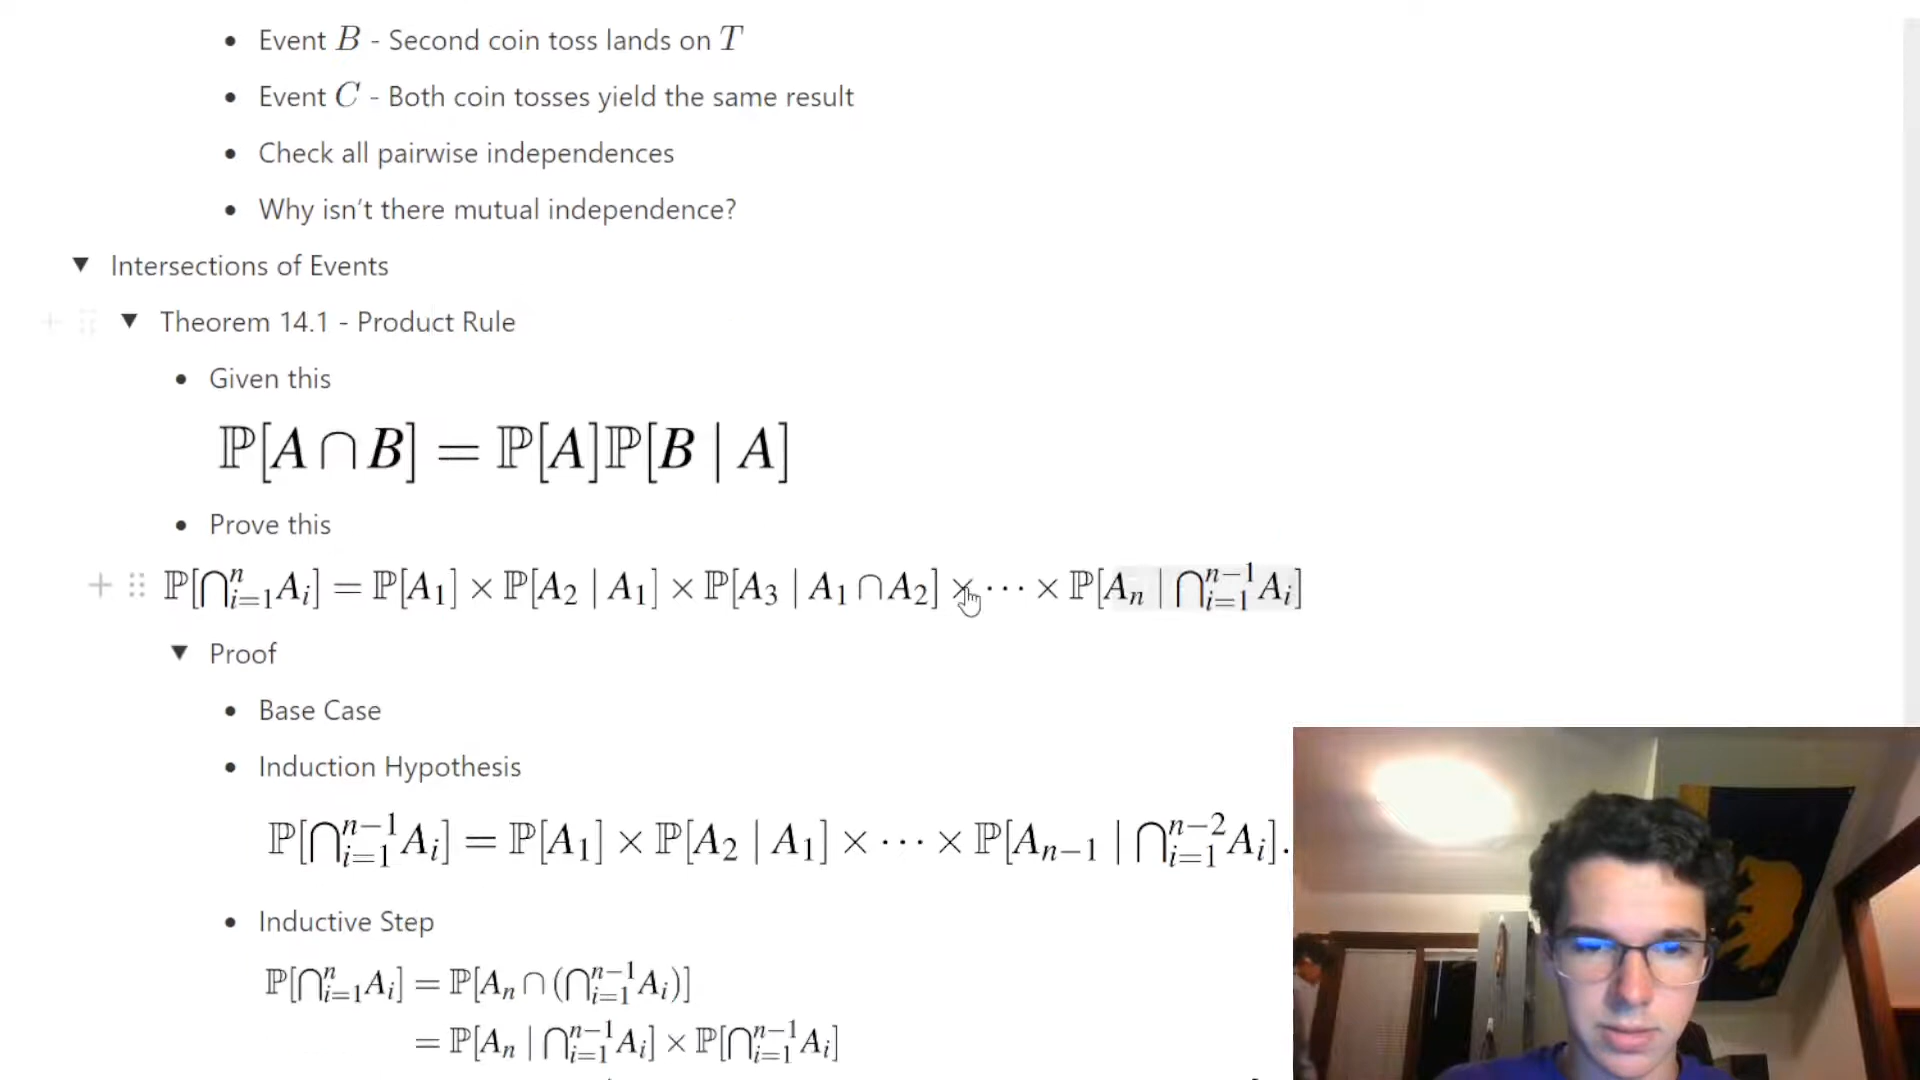 • Event B - Second coin toss lands on T
• Event C - Both coin tosses yield the same result
• Check all pairwise independences
• Why isn't there mutual independence?
▼ Intersections of Events
▼ Theorem 14.1 - Product Rule
• Given this
ℙ[A ∩ B] = ℙ[A]ℙ[B | A]
• Prove this
ℙ[⋂ⁿᵢ₌₁Aᵢ] = ℙ[A₁] × ℙ[A₂ | A₁] × ℙ[A₃ | A₁ ∩ A₂] × ⋯ × ℙ[Aₙ | ⋂ⁿ⁻¹ᵢ₌₁Aᵢ]
▼ Proof
• Base Case
• Induction Hypothesis
ℙ[⋂ⁿ⁻¹ᵢ₌₁Aᵢ] = ℙ[A₁] × ℙ[A₂ | A₁] × ⋯ × ℙ[Aₙ₋₁ | ⋂ⁿ⁻²ᵢ₌₁Aᵢ].
• Inductive Step
ℙ[⋂ⁿᵢ₌₁Aᵢ] = ℙ[Aₙ ∩ (⋂ⁿ⁻¹ᵢ₌₁Aᵢ)]
= ℙ[Aₙ | ⋂ⁿ⁻¹ᵢ₌₁Aᵢ] × ℙ[⋂ⁿ⁻¹ᵢ₌₁Aᵢ]